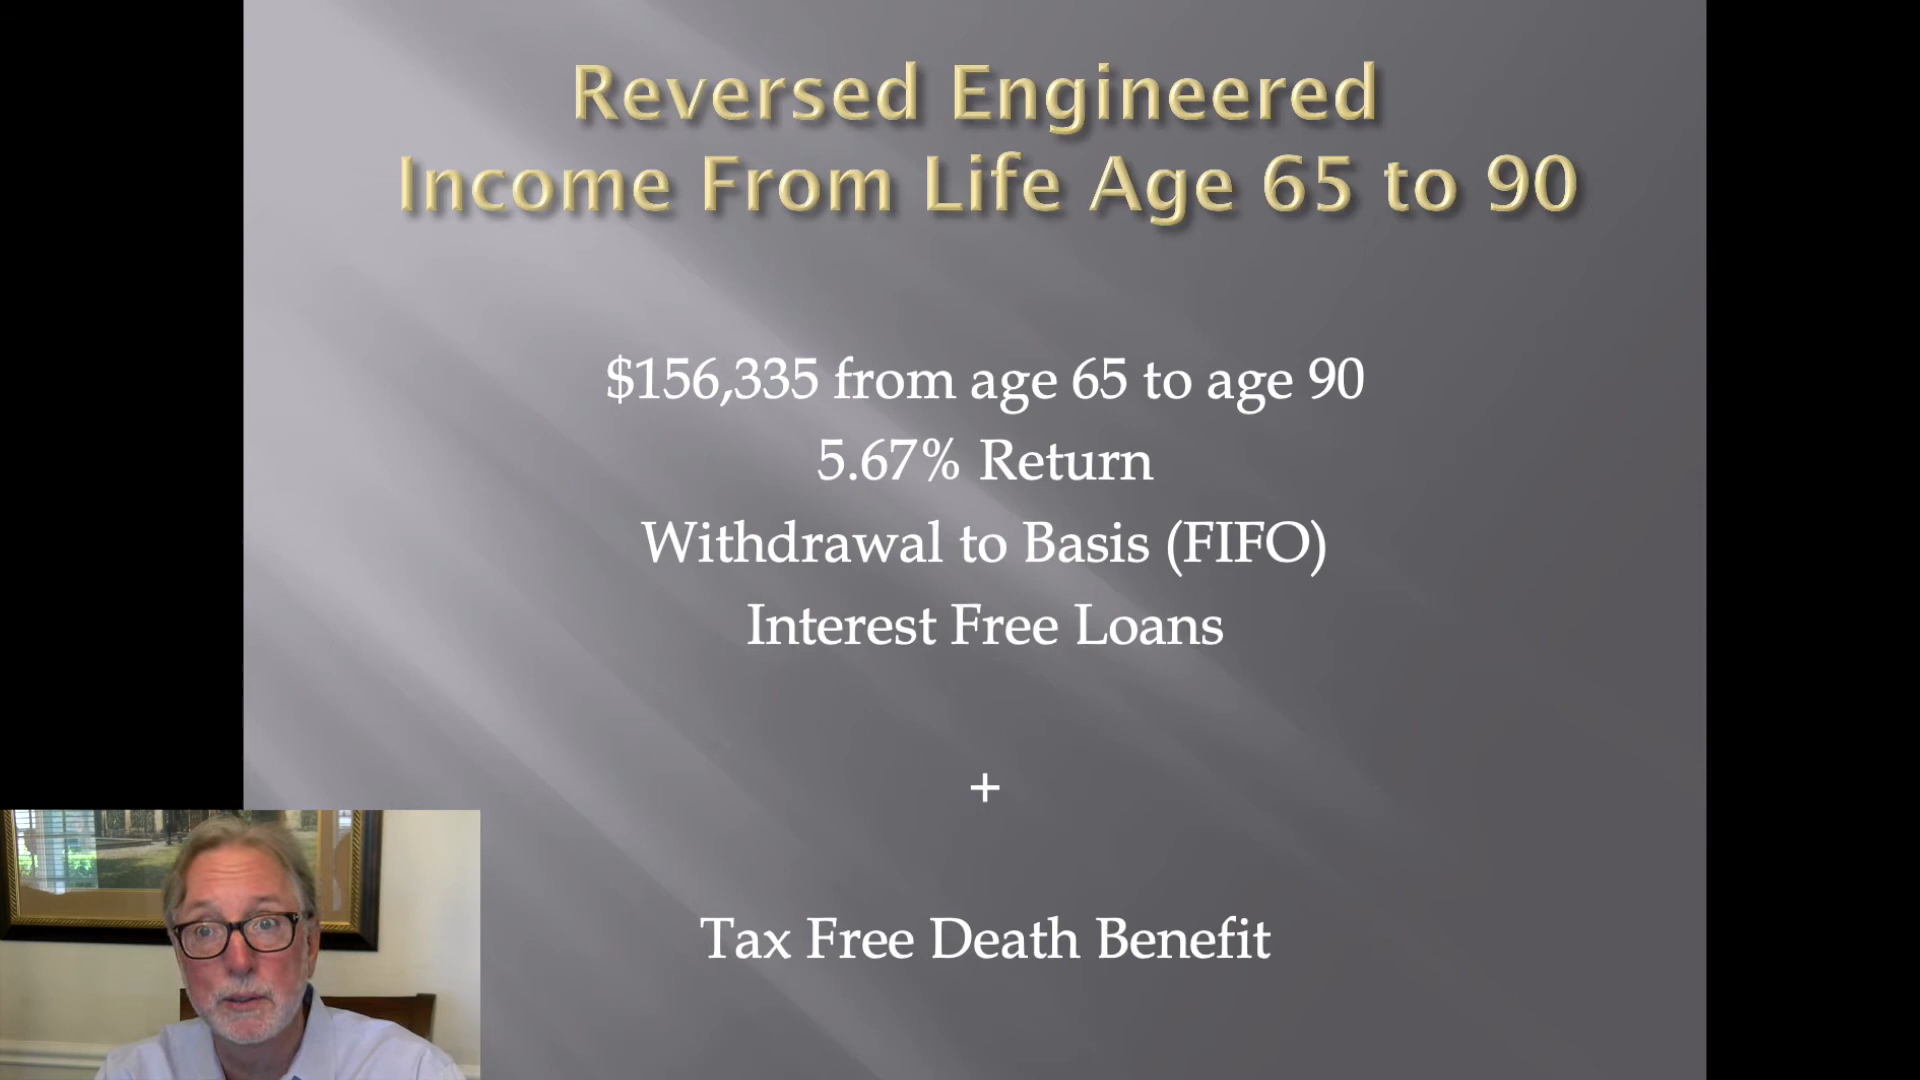 Reversed Engineered
Income From Life Age 65 to 90
$156,335 from age 65 to age 90
5.67% Return
Withdrawal to Basis (FIFO)
Interest Free Loans
+
Tax Free Death Benefit